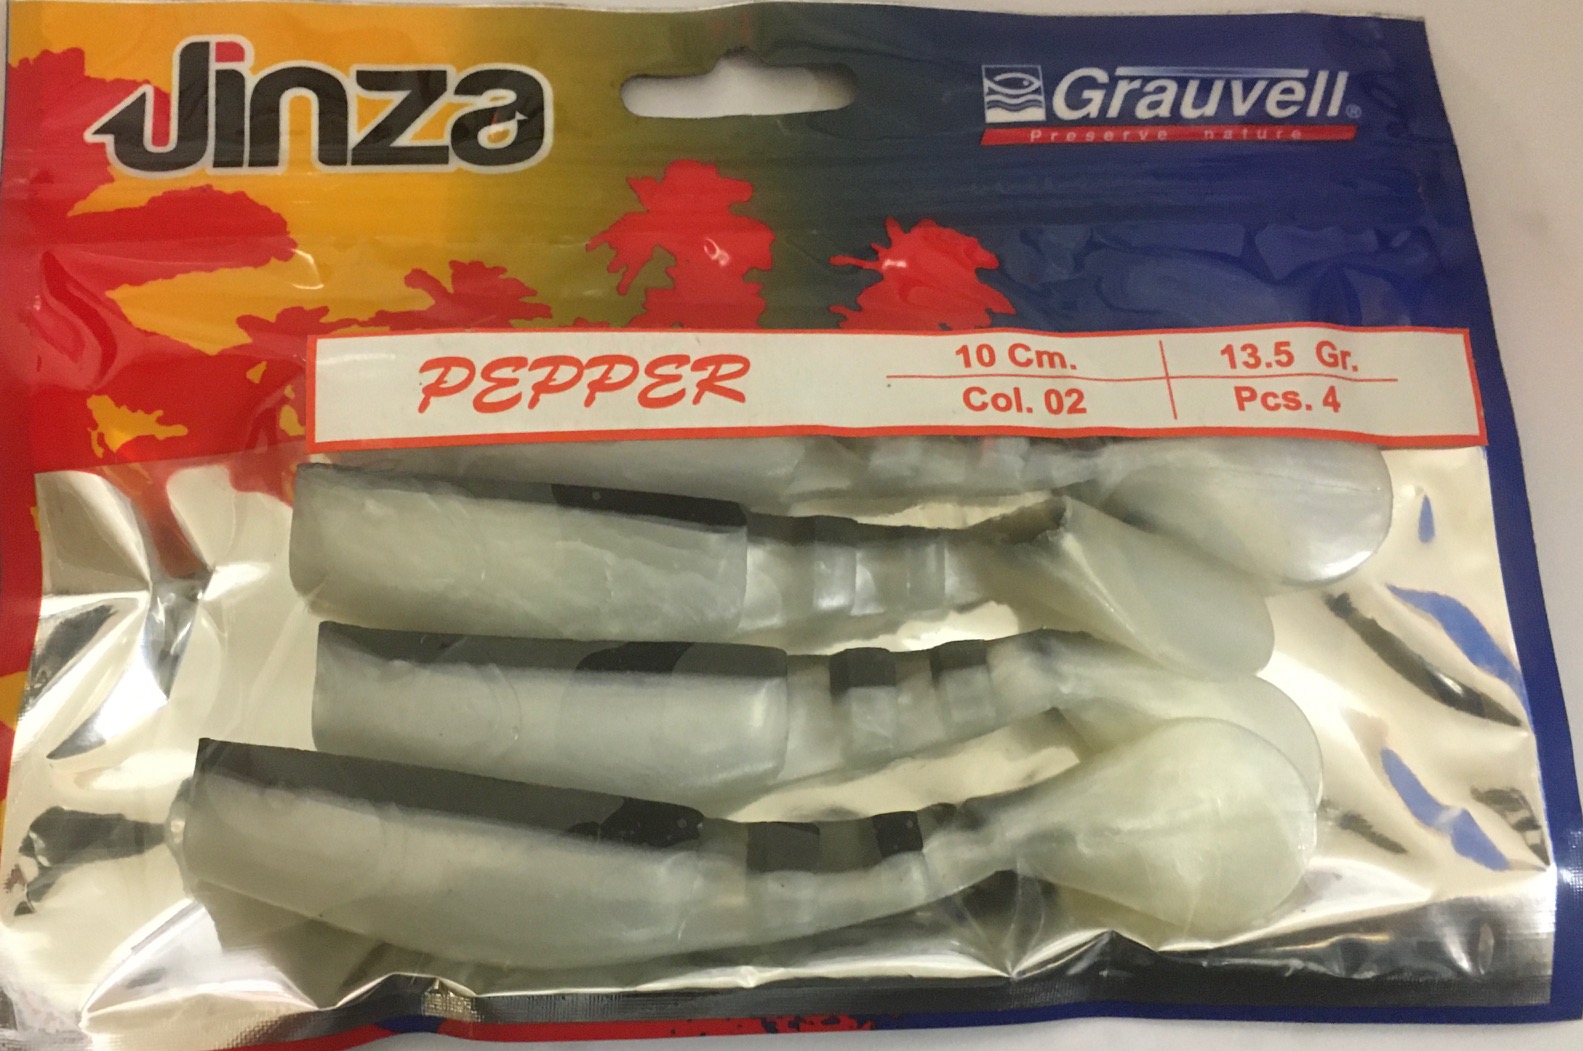 Jinza
Grauvell®
Preserve nature
PEPPER
10 Cm.
13.5 Gr.
Col. 02
Pcs. 4